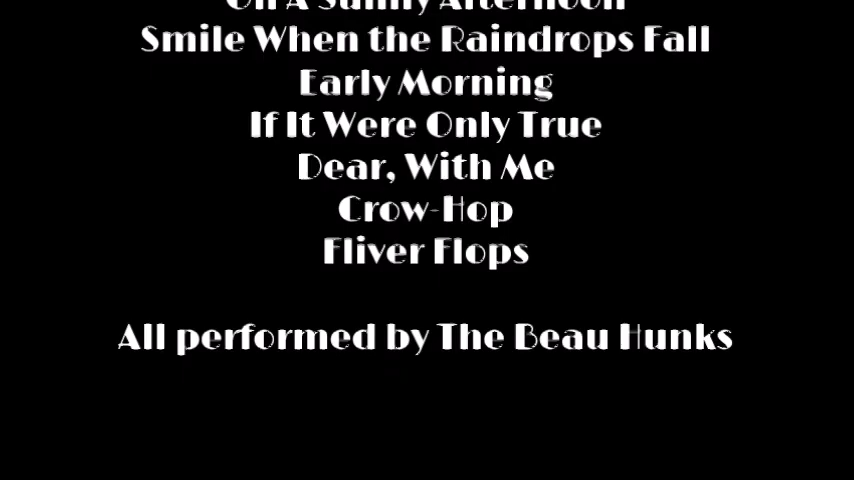 On A Sunny Afternoon
Smile When the Raindrops Fall
Early Morning
If It Were Only True
Dear, With Me
Crow-Hop
Fliver Flops
All performed by The Beau Hunks